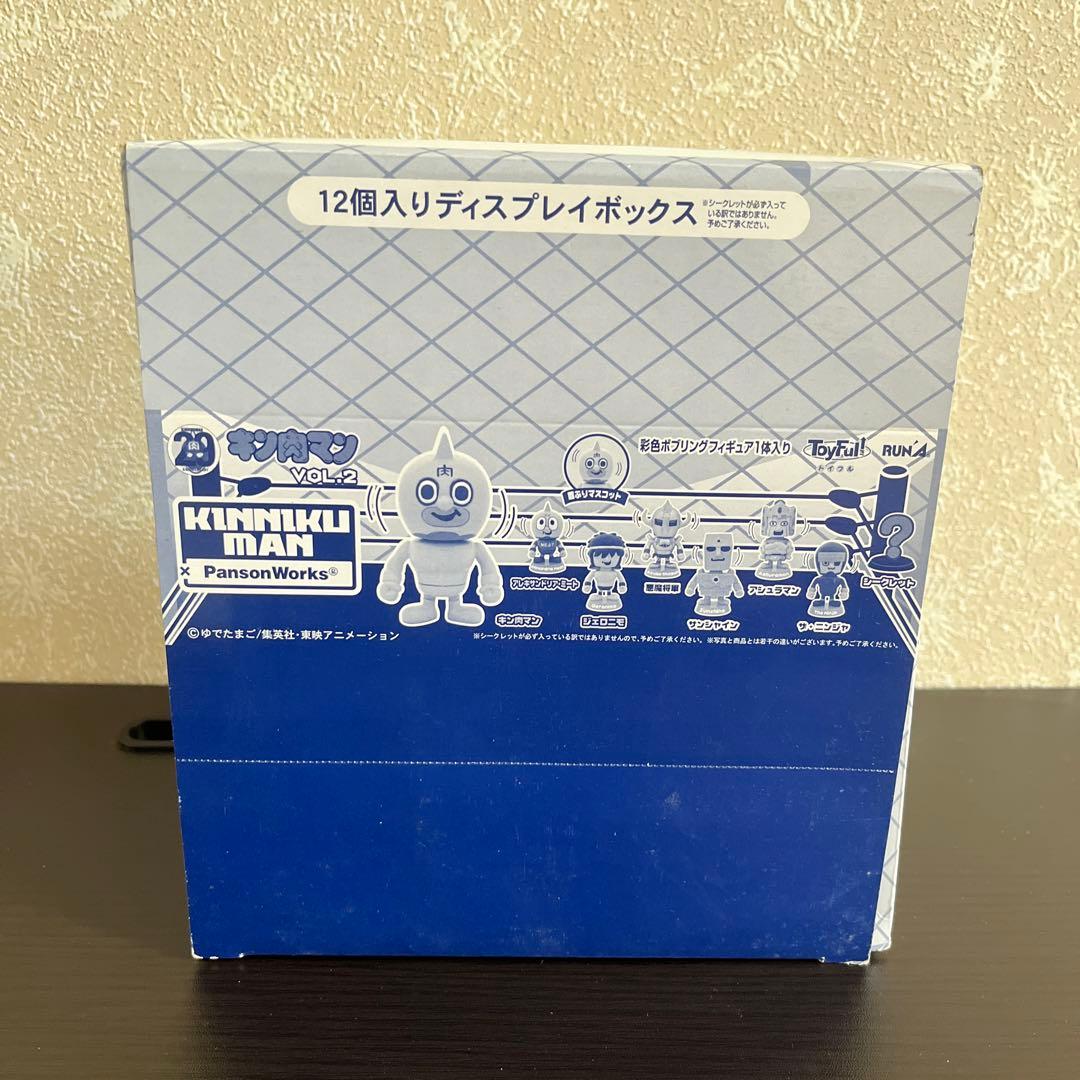 12個入りディスプレイボックス
※シークレットが必ず入って
いる訳ではありません。
予めご了承ください。
29
キン肉マン
VOL.2
KINNIKU
MAN
× PansonWorks®
肉
首ふりマスコット
彩色ボブリングフィギュア1体入り
ToyFul!
トイフル
RUN'A
キン肉マン
アレキサンドリア・ミート
ジェロニモ
悪魔将軍
サンシャイン
アシュラマン
ザ・ニンジャ
?
シークレット
©ゆでたまご/集英社・東映アニメーション
※シークレットが必ず入っている訳ではありませんので、予めご了承ください。 ※写真と商品とは若干の違いがございます。予めご了承ください。